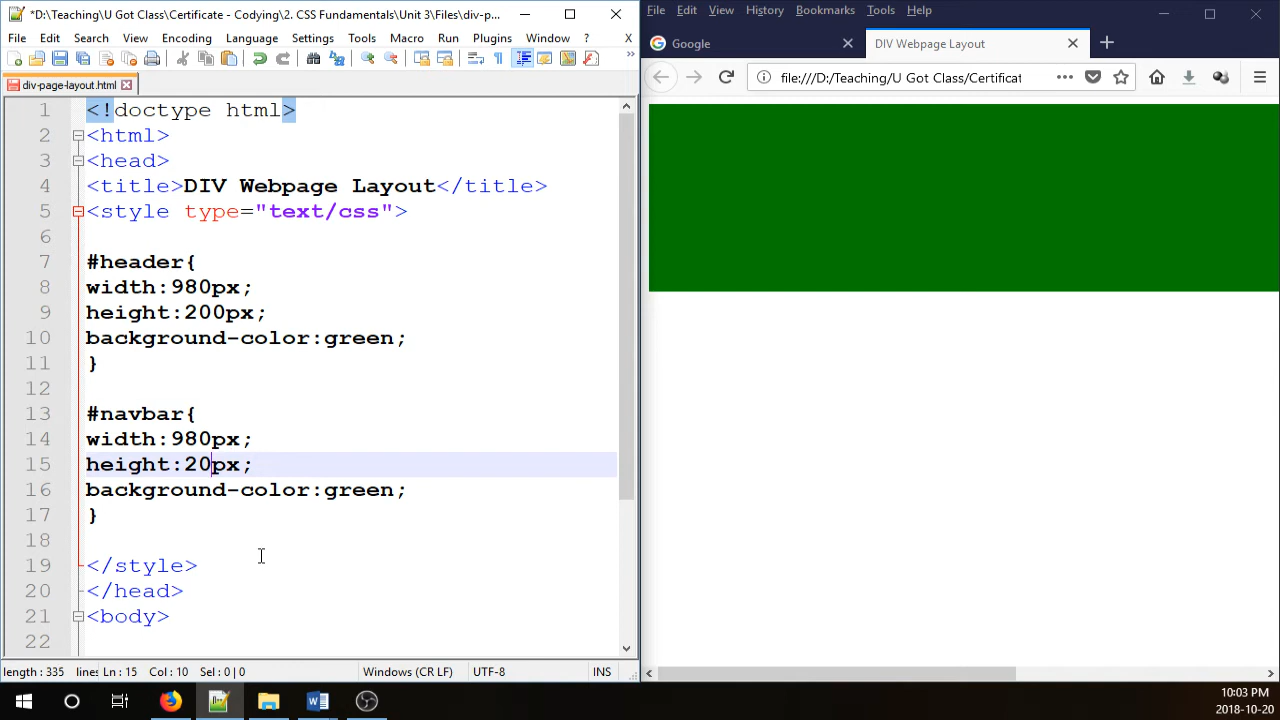 *D:\Teaching\U Got Class\Certificate - Codying\2. CSS Fundamentals\Unit 3\Files\div-p...
File Edit Search View Encoding Language Settings Tools Macro Run Plugins Window ?
div-page-layout.html
1 <!doctype html>
2 <html>
3 <head>
4 <title>DIV Webpage Layout</title>
5 <style type="text/css">
6
7 #header{
8 width:980px;
9 height:200px;
10 background-color:green;
11 }
12
13 #navbar{
14 width:980px;
15 height:20px;
16 background-color:green;
17 }
18
19 </style>
20 </head>
21 <body>
22
length : 335 lines Ln : 15 Col : 10 Sel : 0 | 0 Windows (CR LF) UTF-8 INS
File Edit View History Bookmarks Tools Help
Google
DIV Webpage Layout
file:///D:/Teaching/U Got Class/Certificat
10:03 PM
2018-10-20